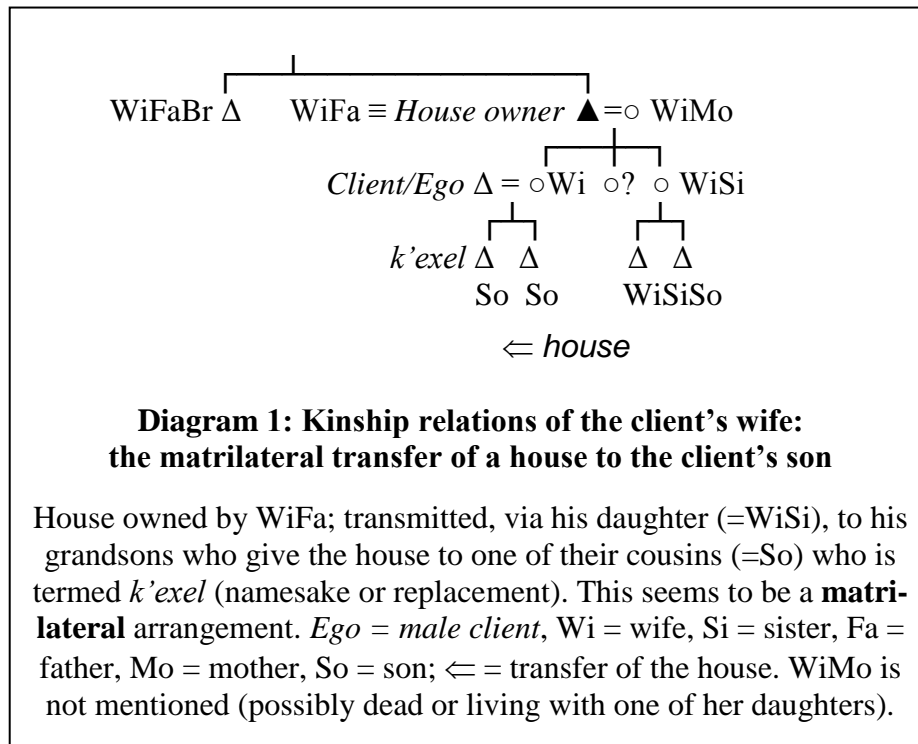 WiFaBr Δ WiFa ≡ House owner ▲ =○ WiMo
Client/Ego Δ = ○Wi ○? ○ WiSi
k’exel Δ Δ Δ Δ
So So WiSiSo
⇐ house
Diagram 1: Kinship relations of the client’s wife:
the matrilateral transfer of a house to the client’s son
House owned by WiFa; transmitted, via his daughter (=WiSi), to his
grandsons who give the house to one of their cousins (=So) who is
termed k’exel (namesake or replacement). This seems to be a matri-
lateral arrangement. Ego = male client, Wi = wife, Si = sister, Fa =
father, Mo = mother, So = son; ⇐ = transfer of the house. WiMo is
not mentioned (possibly dead or living with one of her daughters).